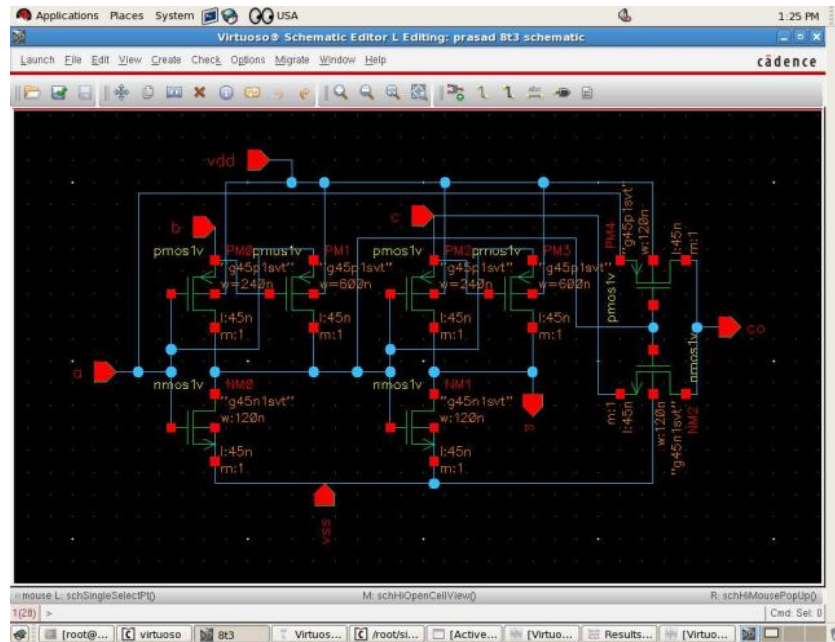 Applications Places System USA 1:25 PM
Virtuoso® Schematic Editor L Editing: prasad 8t3 schematic
Launch File Edit View Create Check Options Migrate Window Help cādence
vdd
b
c
pmos1v PM0 pmos1v PM1 pmos1v PM2 pmos1v PM3
"g45p1svt" "g45p1svt" "g45p1svt" "g45p1svt"
w=240n w=600n w=240n w=600n
l:45n l:45n l:45n l:45n
m:1 m:1 m:1 m:1
PM4
"g45p1svt"
w:120n
l:45n
m:1
pmos1v
co
a
nmos1v NM0 nmos1v NM1
"g45n1svt" "g45n1svt"
w:120n w:120n
l:45n l:45n
m:1 m:1
nmos1v
m:1
l:45n
w:120n
"g45n1svt"
NM2
vss
mouse L: schSingleSelectPt() M: schHiOpenCellView() R: schHiMousePopUp()
1(28) > Cmd: Sel: 0
[root@... virtuoso 8t3 Virtuos... /root/si... [Active... [Virtuo... Results... [Virtuo...